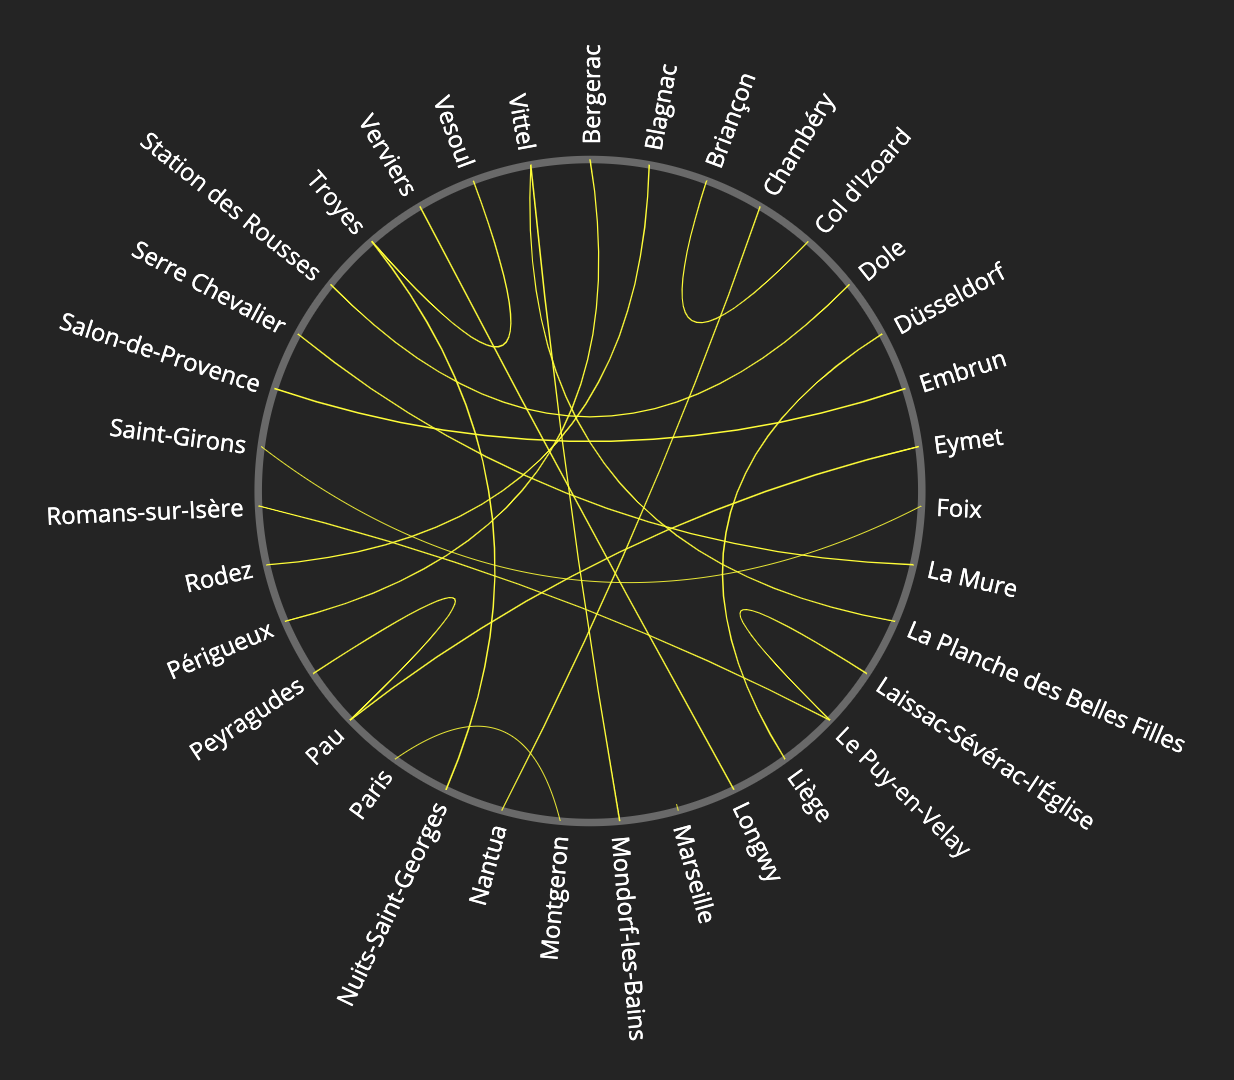 Bergerac
Blagnac
Briançon
Chambéry
Col d'Izoard
Dole
Düsseldorf
Embrun
Eymet
Foix
La Mure
La Planche des Belles Filles
Laissac-Sévérac-l'Église
Le Puy-en-Velay
Liège
Longwy
Marseille
Mondorf-les-Bains
Montgeron
Nantua
Nuits-Saint-Georges
Paris
Pau
Peyragudes
Périgueux
Rodez
Romans-sur-Isère
Saint-Girons
Salon-de-Provence
Serre Chevalier
Station des Rousses
Troyes
Verviers
Vesoul
Vittel